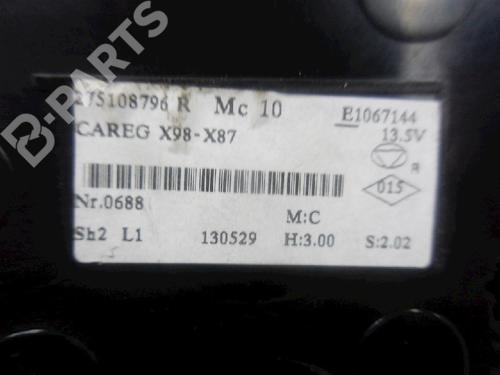 B-PARTS
275108796 R Mc 10 E1067144
CAREG X98-X87 13.5V
R
015
Nr.0688 M:C
Sh2 L1 130529 H:3.00 S:2.02